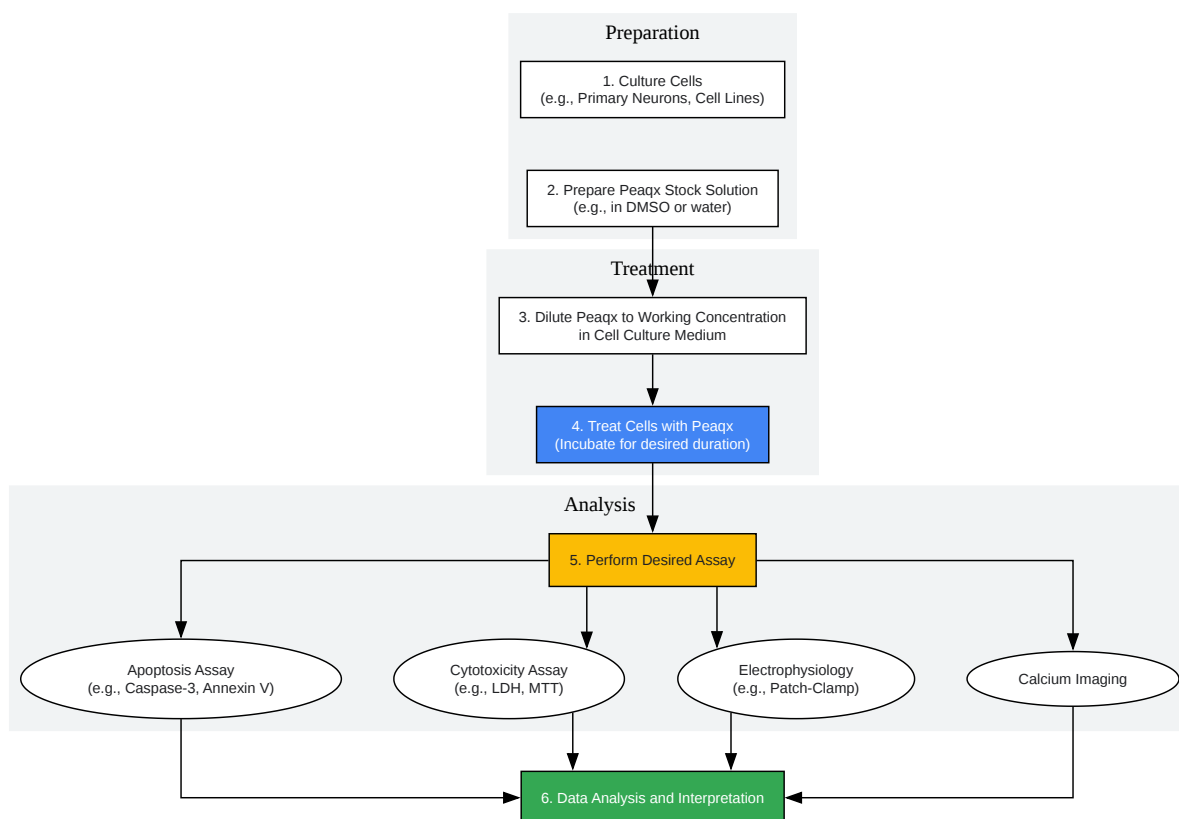 Preparation
1. Culture Cells
(e.g., Primary Neurons, Cell Lines)
2. Prepare Peaqx Stock Solution
(e.g., in DMSO or water)
Treatment
3. Dilute Peaqx to Working Concentration
in Cell Culture Medium
4. Treat Cells with Peaqx
(Incubate for desired duration)
Analysis
5. Perform Desired Assay
Apoptosis Assay
(e.g., Caspase-3, Annexin V)
Cytotoxicity Assay
(e.g., LDH, MTT)
Electrophysiology
(e.g., Patch-Clamp)
Calcium Imaging
6. Data Analysis and Interpretation